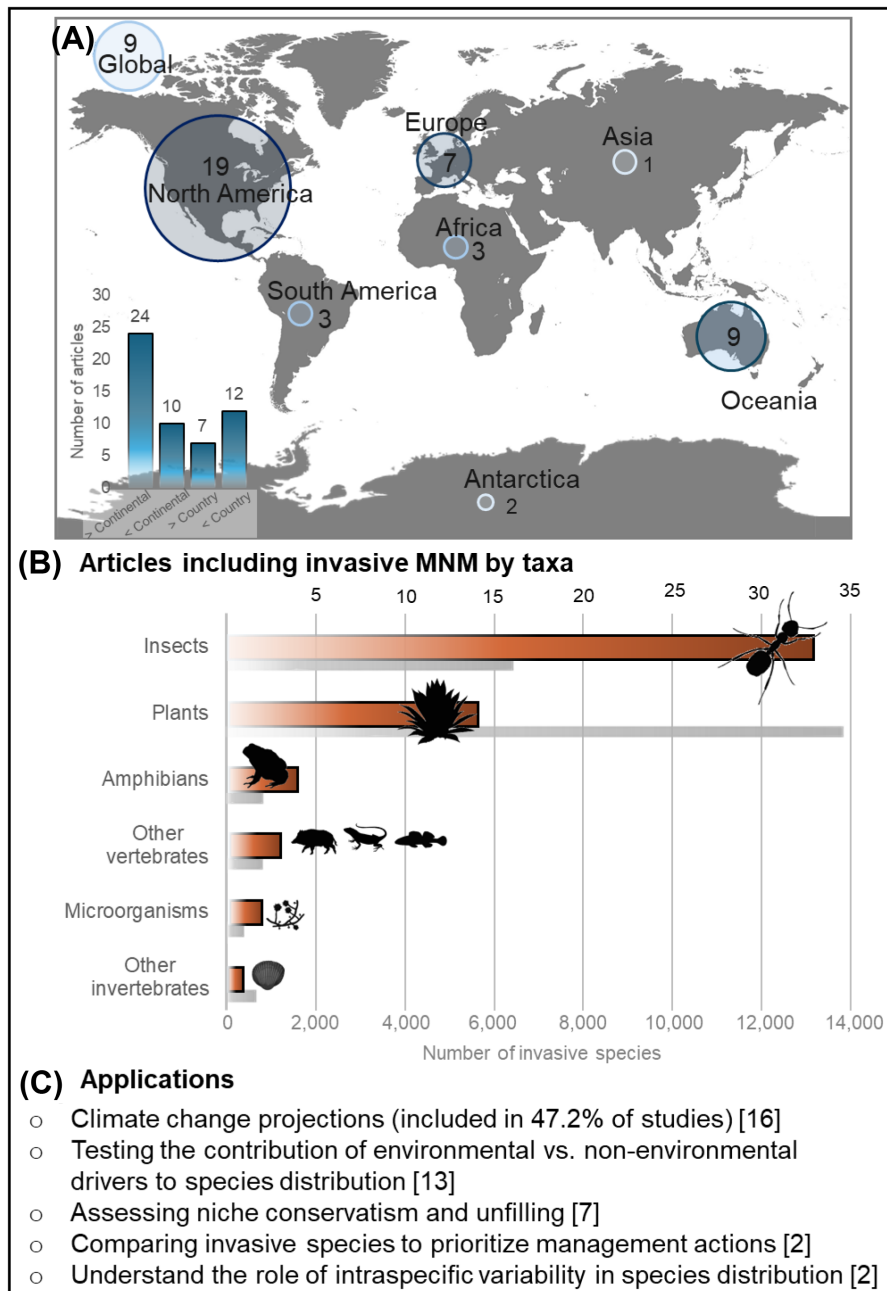 (A)
9
Global
19
North America
Europe
7
Asia
1
Africa
3
South America
3
9
Oceania
Antarctica
2
Number of articles
30
25
20
15
10
5
0
24
10
7
12
> Continental
< Continental
> Country
< Country
(B) Articles including invasive MNM by taxa
5 10 15 20 25 30 35
Insects
Plants
Amphibians
Other
vertebrates
Microorganisms
Other
invertebrates
0 2,000 4,000 6,000 8,000 10,000 12,000 14,000
Number of invasive species
(C) Applications
o Climate change projections (included in 47.2% of studies) [16]
o Testing the contribution of environmental vs. non-environmental
drivers to species distribution [13]
o Assessing niche conservatism and unfilling [7]
o Comparing invasive species to prioritize management actions [2]
o Understand the role of intraspecific variability in species distribution [2]